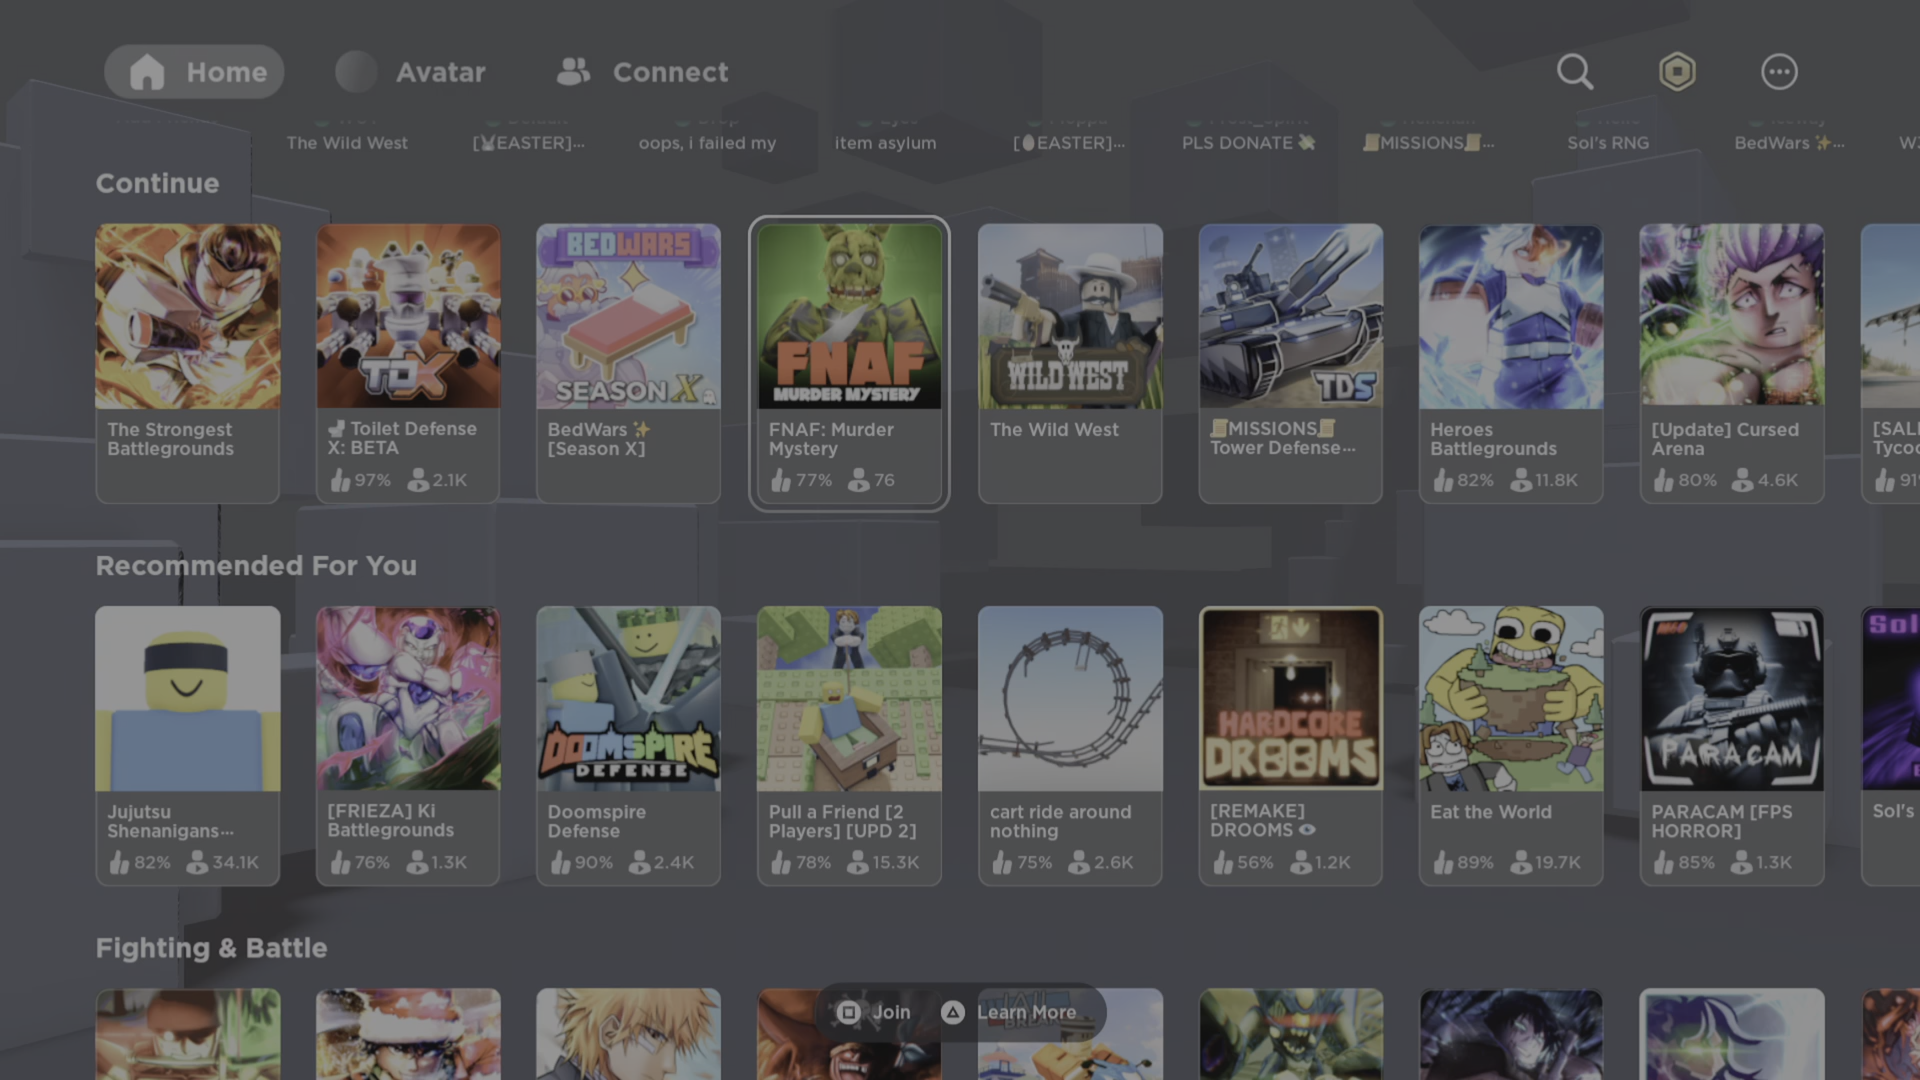 Home
Avatar
Connect
The Wild West
[🐰EASTER]...
oops, i failed my
item asylum
[🥚EASTER]...
PLS DONATE 💸
📜MISSIONS📜...
Sol's RNG
BedWars ✨...
Continue
BEDWARS
SEASON X
TDX
FNAF
MURDER MYSTERY
WILD WEST
TDS
The Strongest
Battlegrounds
🚽 Toilet Defense
X: BETA
97% 2.1K
BedWars ✨
[Season X]
FNAF: Murder
Mystery
77% 76
The Wild West
📜MISSIONS📜
Tower Defense...
Heroes
Battlegrounds
82% 11.8K
[Update] Cursed
Arena
80% 4.6K
Recommended For You
DOOMSPIRE
DEFENSE
HARDCORE
DROOMS
PARACAM
Sol
Jujutsu
Shenanigans...
82% 34.1K
[FRIEZA] Ki
Battlegrounds
76% 1.3K
Doomspire
Defense
90% 2.4K
Pull a Friend [2
Players] [UPD 2]
78% 15.3K
cart ride around
nothing
75% 2.6K
[REMAKE]
DROOMS 👁
56% 1.2K
Eat the World
89% 19.7K
PARACAM [FPS
HORROR]
85% 1.3K
Sol's
Fighting & Battle
Join
Learn More